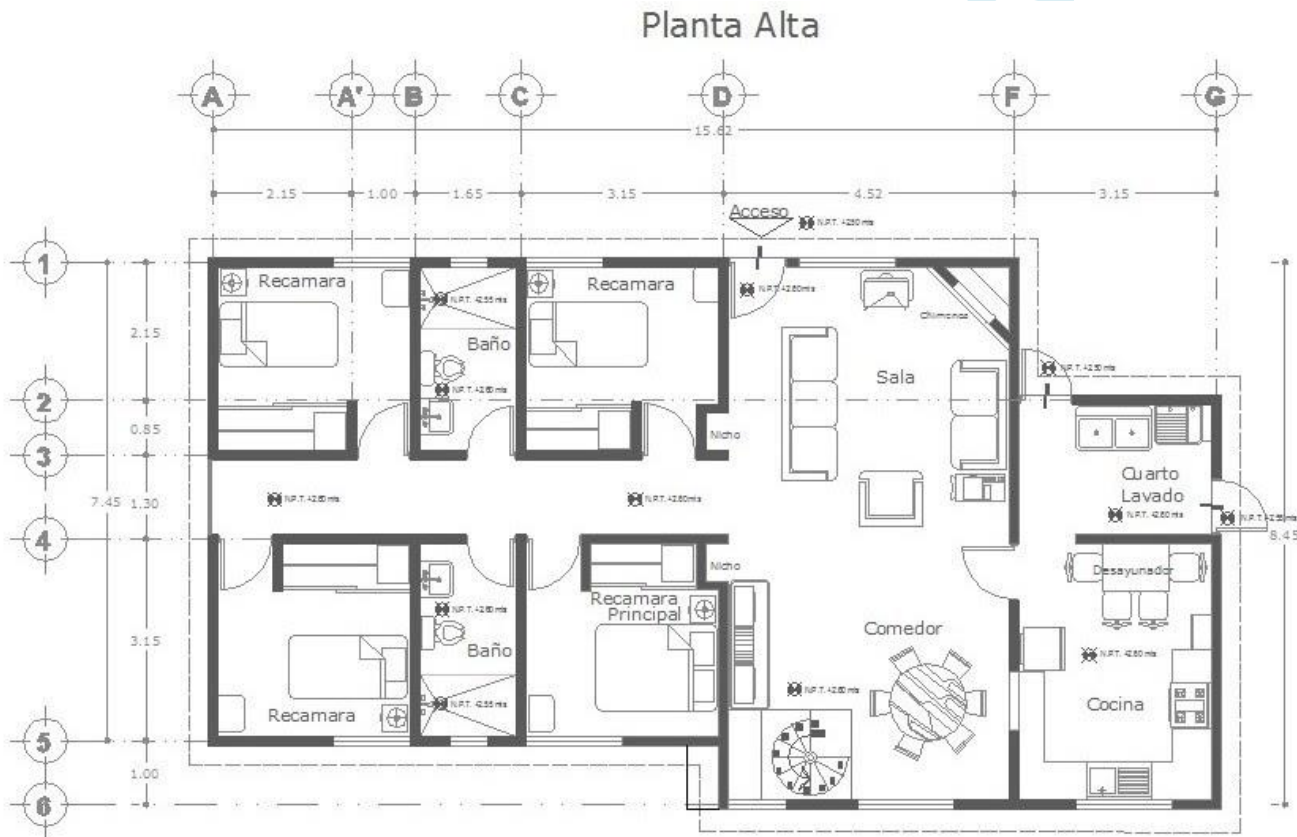 Planta Alta
A A' B C D F G
15.62
2.15 1.00 1.65 3.15 4.52 3.15
Acceso
N.P.T.
1
Recamara
Recamara
N.P.T.
N.P.T.
Chimenea
2.15
Baño
Sala
N.P.T.
N.P.T.
2
0.85
Nicho
3
Cuarto
Lavado
7.45 1.30
N.P.T.
N.P.T.
N.P.T.
N.P.T.
4
8.45
Nicho
Desayunador
Recamara
Principal
N.P.T.
Comedor
3.15
Baño
N.P.T.
N.P.T.
N.P.T.
Cocina
Recamara
5
1.00
6